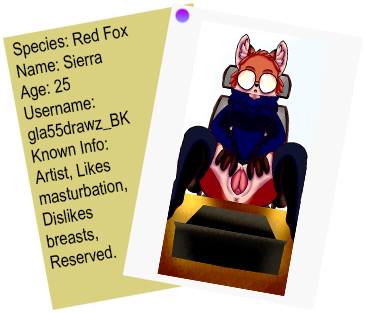 Species: Red Fox
Name: Sierra
Age: 25
Username:
gla55drawz_BK
Known Info:
Artist, Likes
masturbation,
Dislikes
breasts,
Reserved.